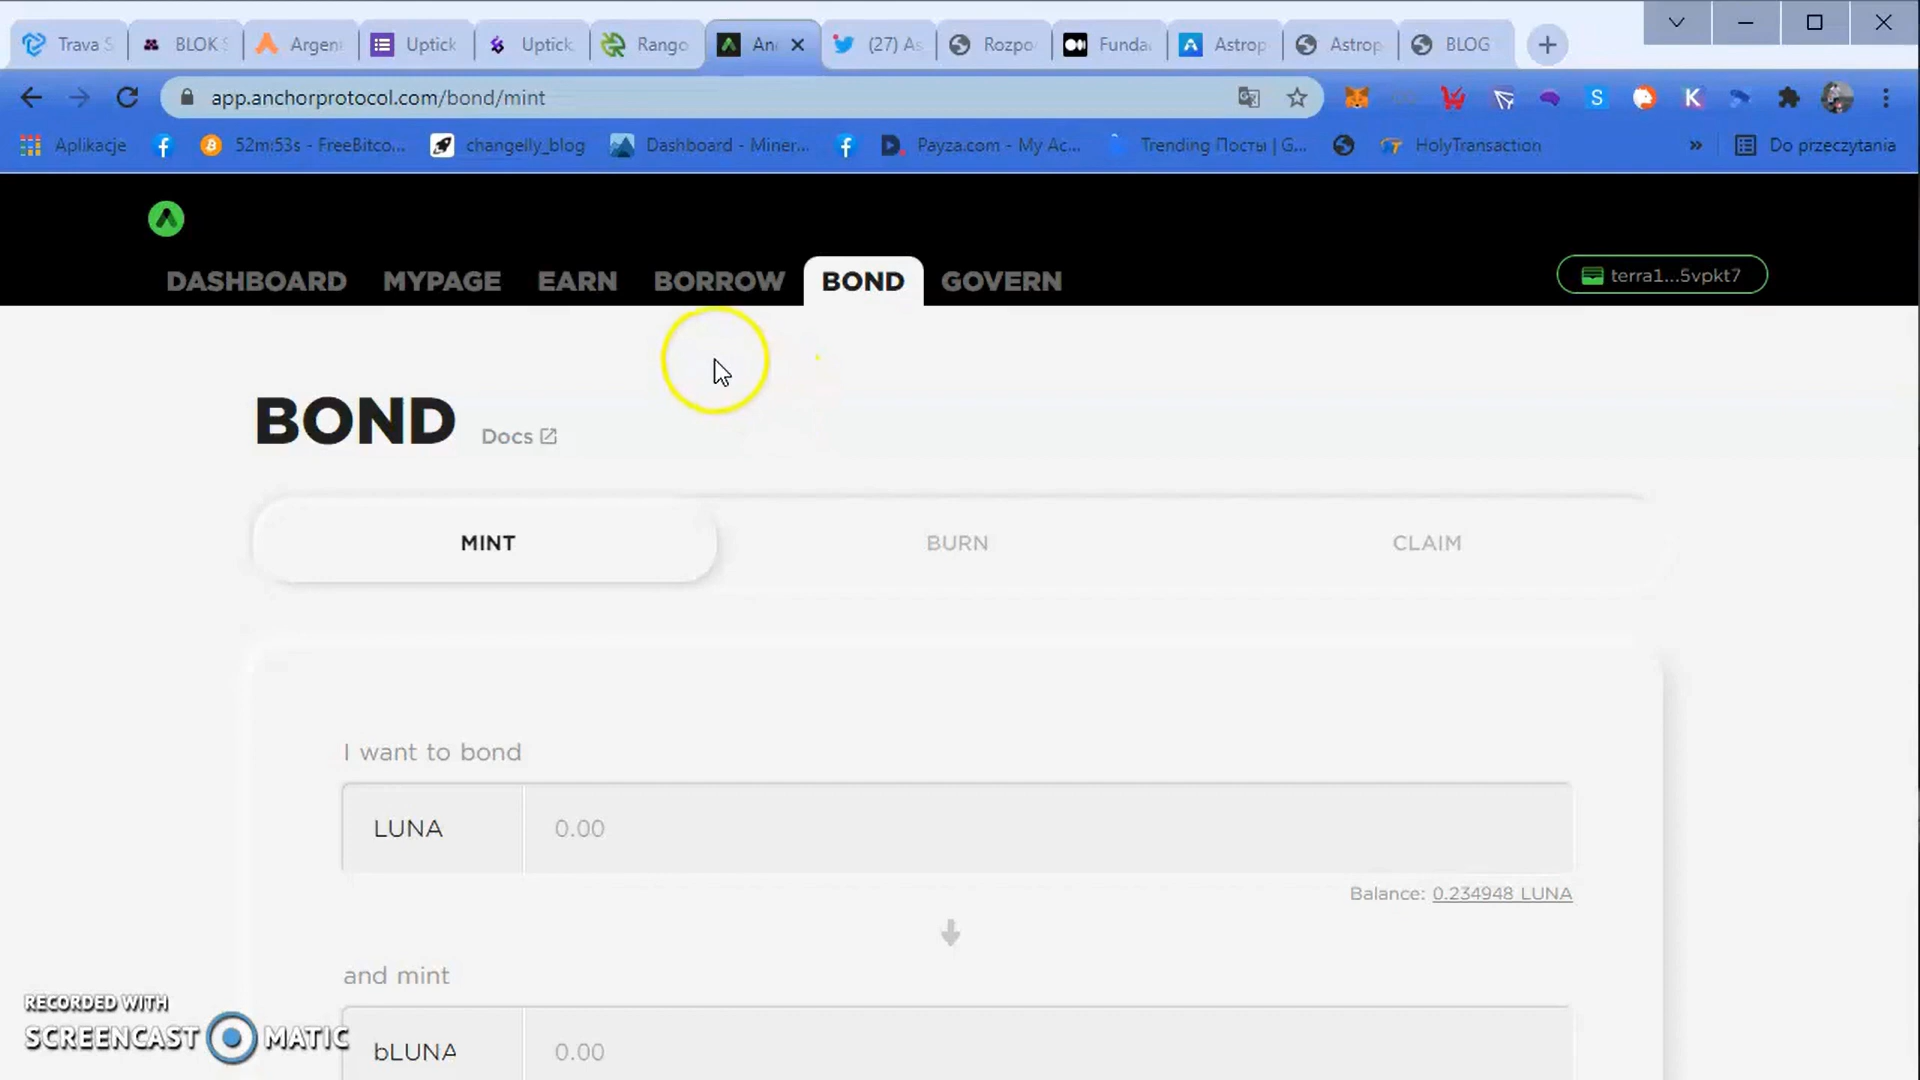 Trava S
BLOK S
Argen
Uptick
Uptick
Rango
An
(27) As
Rozpo
Funda
Astrop
Astrop
BLOG
app.anchorprotocol.com/bond/mint
Aplikacje
52m:53s - FreeBitco...
changelly_blog
Dashboard - Miner...
Payza.com - My Ac...
Trending Посты | G...
HolyTransaction
»
Do przeczytania
DASHBOARD
MYPAGE
EARN
BORROW
BOND
GOVERN
terra1...5vpkt7
BOND
Docs
MINT
BURN
CLAIM
I want to bond
LUNA
0.00
Balance: 0.234948 LUNA
and mint
RECORDED WITH
SCREENCAST MATIC
bLUNA
0.00